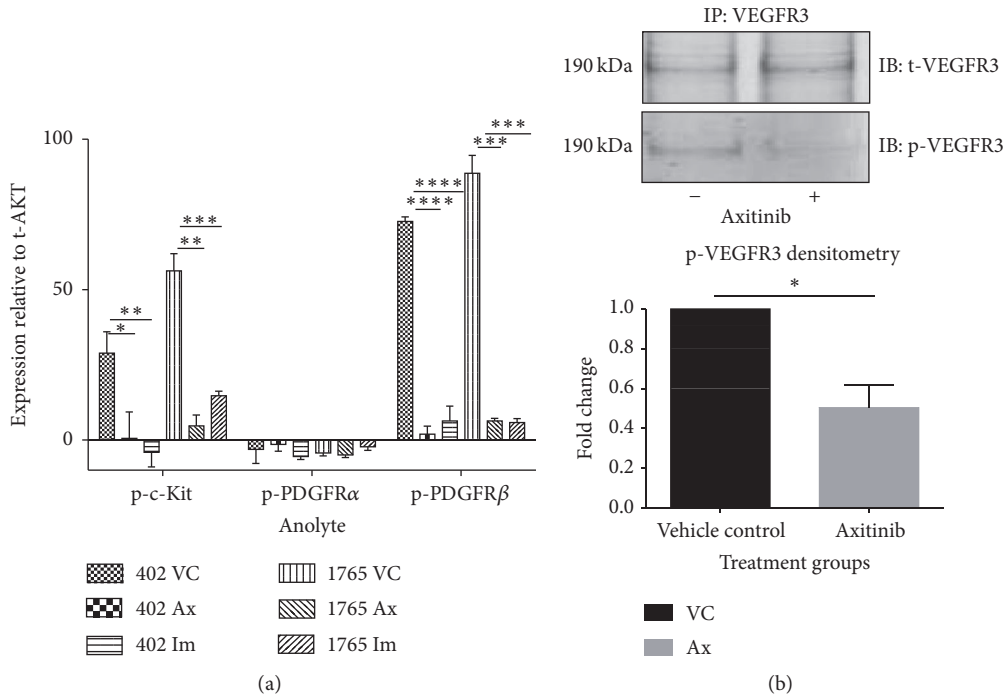 Expression relative to t-AKT
100
50
0
* * * *
* * *
* *
*
* * *
* *
* * * *
* * * *
* * *
* * *
p-c-Kit
p-PDGFRα
p-PDGFRβ
Anolyte
402 VC
402 Ax
402 Im
1765 VC
1765 Ax
1765 Im
(a)
IP: VEGFR3
190 kDa
IB: t-VEGFR3
190 kDa
IB: p-VEGFR3
− +
Axitinib
p-VEGFR3 densitometry
*
Fold change
1.0
0.8
0.6
0.4
0.2
0.0
Vehicle control
Axitinib
Treatment groups
VC
Ax
(b)